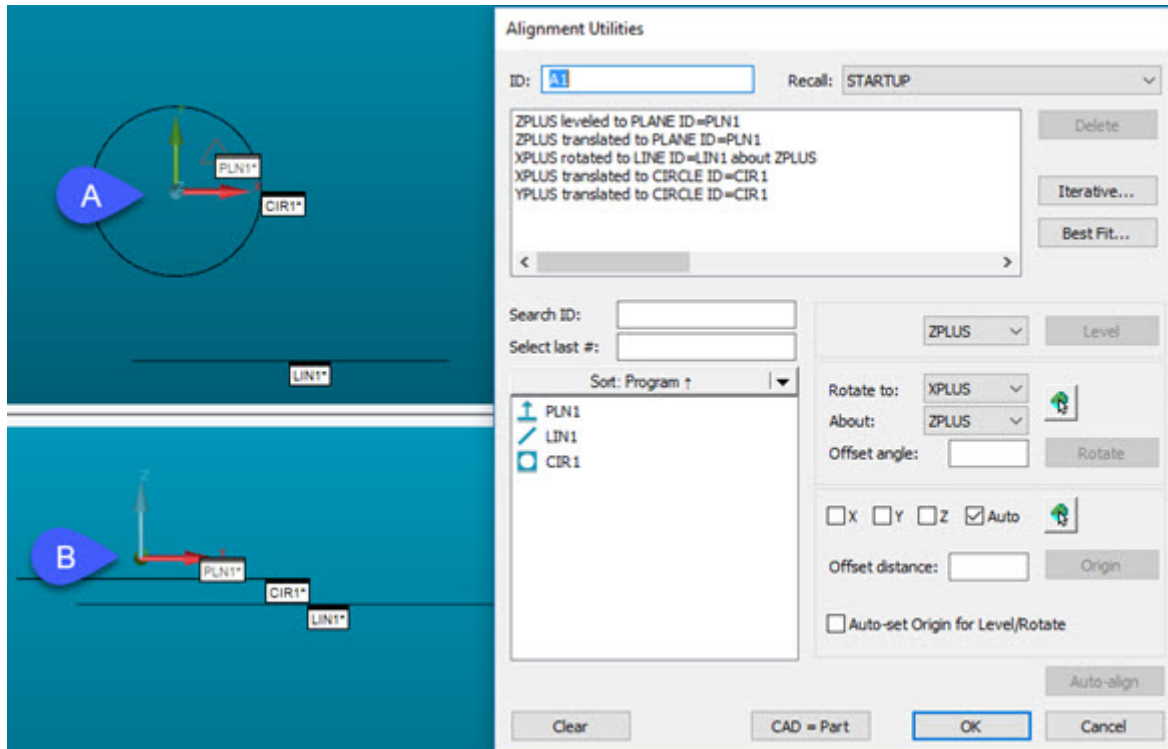 Alignment Utilities
ID: A1
Recall: STARTUP
ZPLUS leveled to PLANE ID=PLN1
ZPLUS translated to PLANE ID=PLN1
XPLUS rotated to LINE ID=LIN1 about ZPLUS
XPLUS translated to CIRCLE ID=CIR1
YPLUS translated to CIRCLE ID=CIR1
Delete
Iterative...
Best Fit...
Search ID:
Select last #:
Sort: Program ↑
PLN1
LIN1
CIR1
ZPLUS
Level
Rotate to: XPLUS
About: ZPLUS
Offset angle:
Rotate
X Y Z Auto
Offset distance:
Origin
Auto-set Origin for Level/Rotate
Auto-align
Clear
CAD = Part
OK
Cancel
A
PLN1*
CIR1*
LIN1*
Z
B
PLN1*
CIR1*
LIN1*